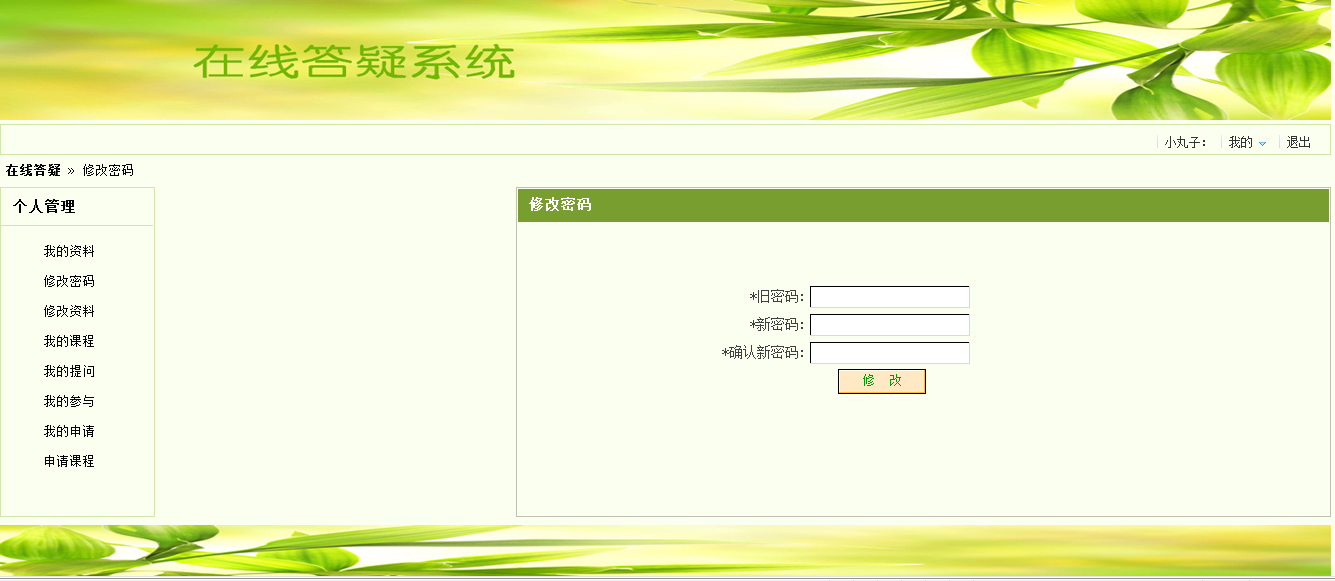 在线答疑系统
小丸子： 我的 退出
在线答疑 » 修改密码
个人管理
我的资料
修改密码
修改资料
我的课程
我的提问
我的参与
我的申请
申请课程
修改密码
*旧密码:
*新密码:
*确认新密码:
修 改